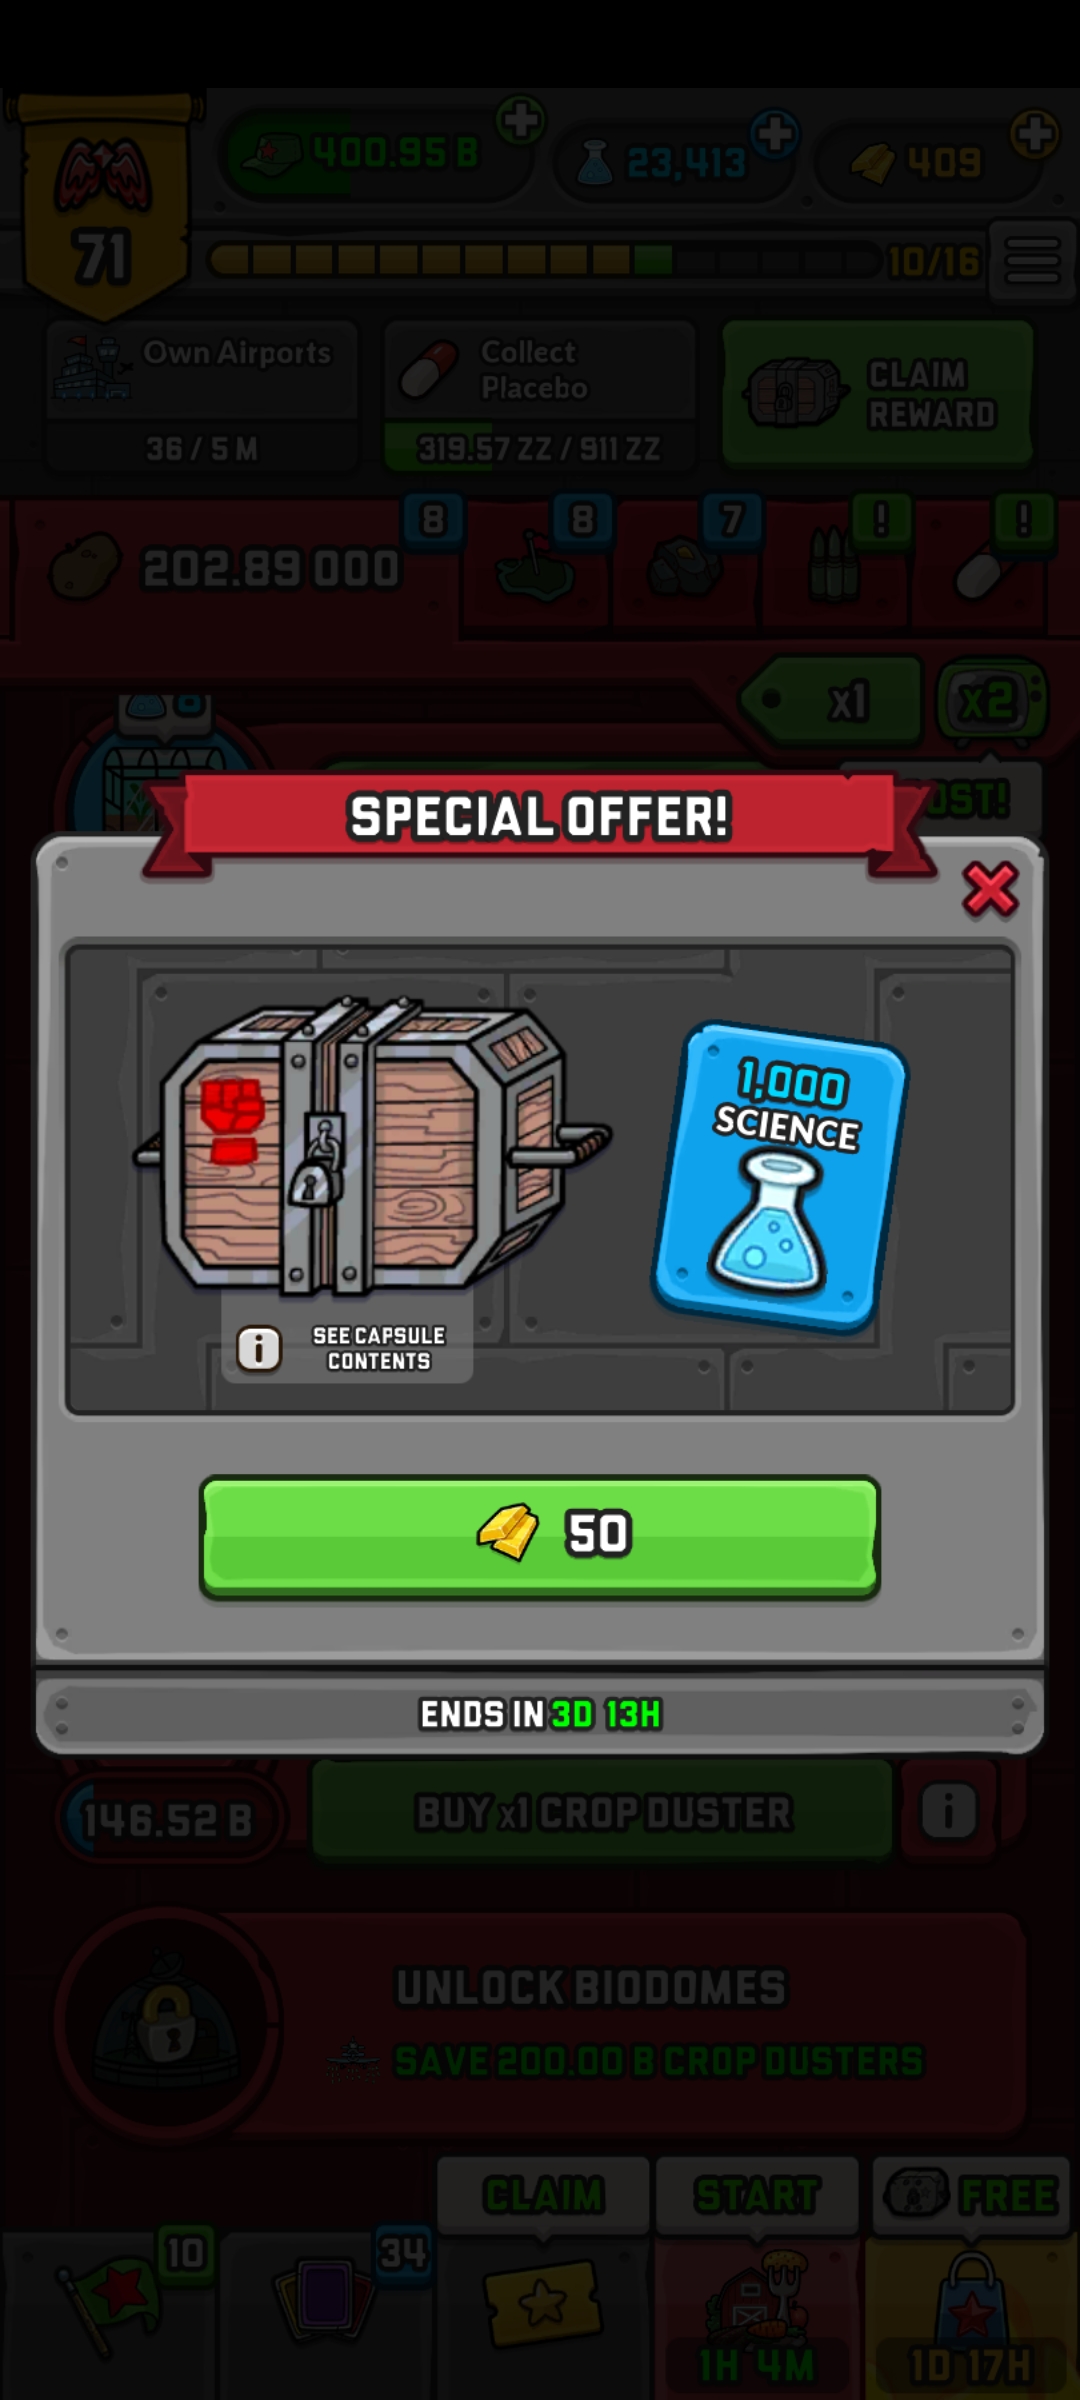 400.95 B
23,413
409
71
10/16
Own Airports
Collect
Placebo
CLAIM
REWARD
36 / 5 M
319.57 ZZ / 911 ZZ
8
8
7
!
!
202.89 000
x1
x2
SPECIAL OFFER!
1,000
SCIENCE
i
SEE CAPSULE
CONTENTS
50
ENDS IN 3D 13H
146.52 B
BUY x1 CROP DUSTER
i
UNLOCK BIODOMES
SAVE 200.00 B CROP DUSTERS
CLAIM
START
FREE
10
34
1H 4M
1D 17H